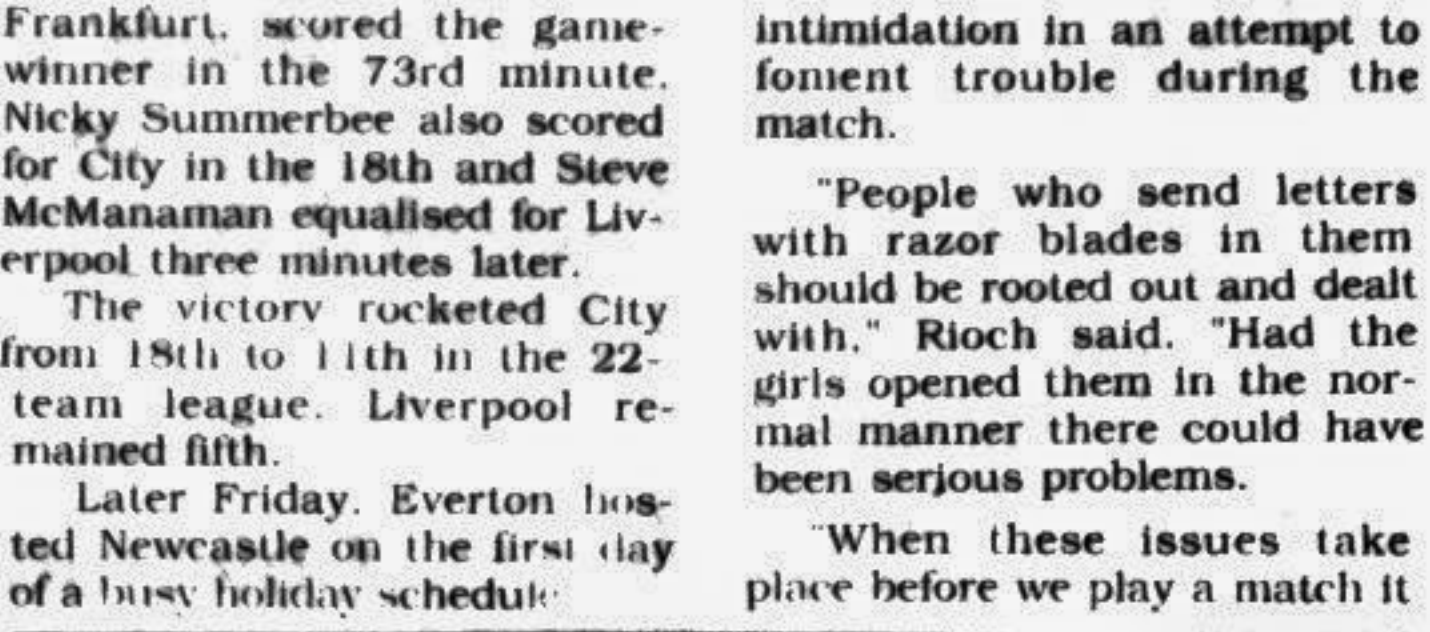 Frankfurt, scored the game-
winner in the 73rd minute.
Nicky Summerbee also scored
for City in the 18th and Steve
McManaman equalised for Liv-
erpool three minutes later.
The victory rocketed City
from 18th to 11th in the 22-
team league. Liverpool re-
mained fifth.
Later Friday, Everton hos-
ted Newcastle on the first day
of a busy holiday schedule
intimidation in an attempt to
foment trouble during the
match.
"People who send letters
with razor blades in them
should be rooted out and dealt
with," Rioch said. "Had the
girls opened them in the nor-
mal manner there could have
been serious problems.
"When these issues take
place before we play a match it